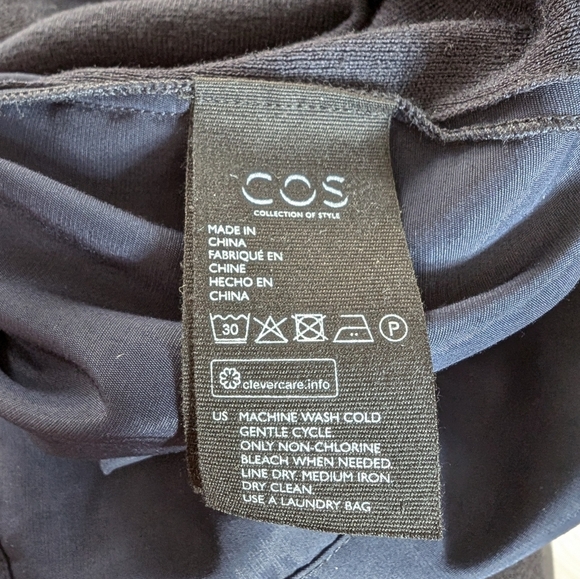 COS
COLLECTION OF STYLE
MADE IN
CHINA
FABRIQUÉ EN
CHINE
HECHO EN
CHINA
30
P
clevercare.info
US MACHINE WASH COLD
GENTLE CYCLE.
ONLY NON-CHLORINE
BLEACH WHEN NEEDED.
LINE DRY. MEDIUM IRON.
DRY CLEAN.
USE A LAUNDRY BAG